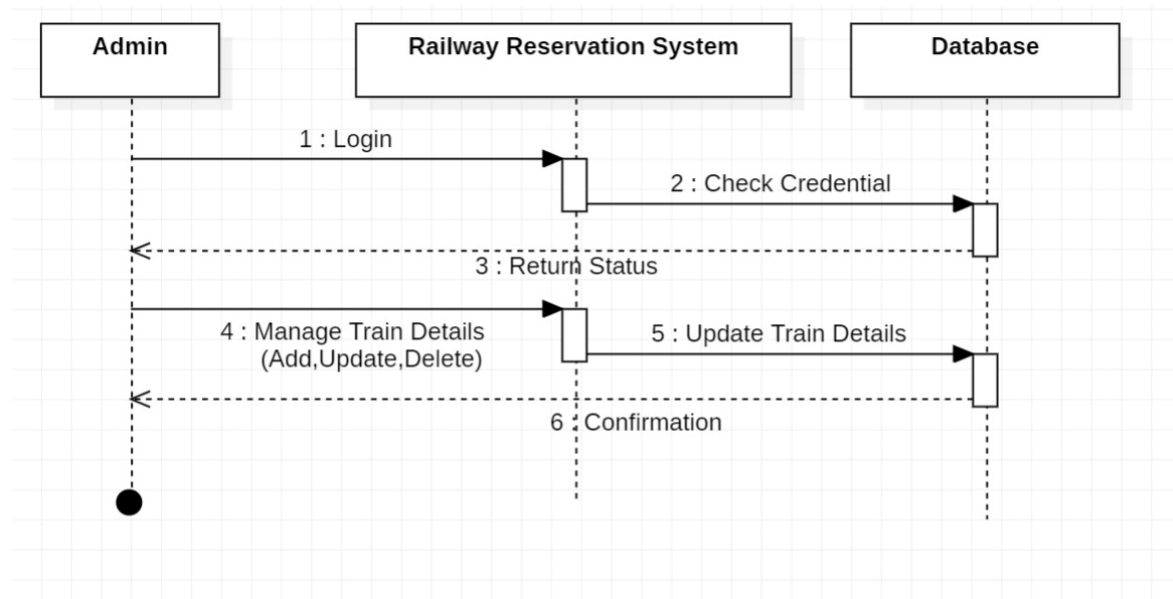 Admin
Railway Reservation System
Database
1 : Login
2 : Check Credential
3 : Return Status
4 : Manage Train Details
(Add,Update,Delete)
5 : Update Train Details
6 : Confirmation